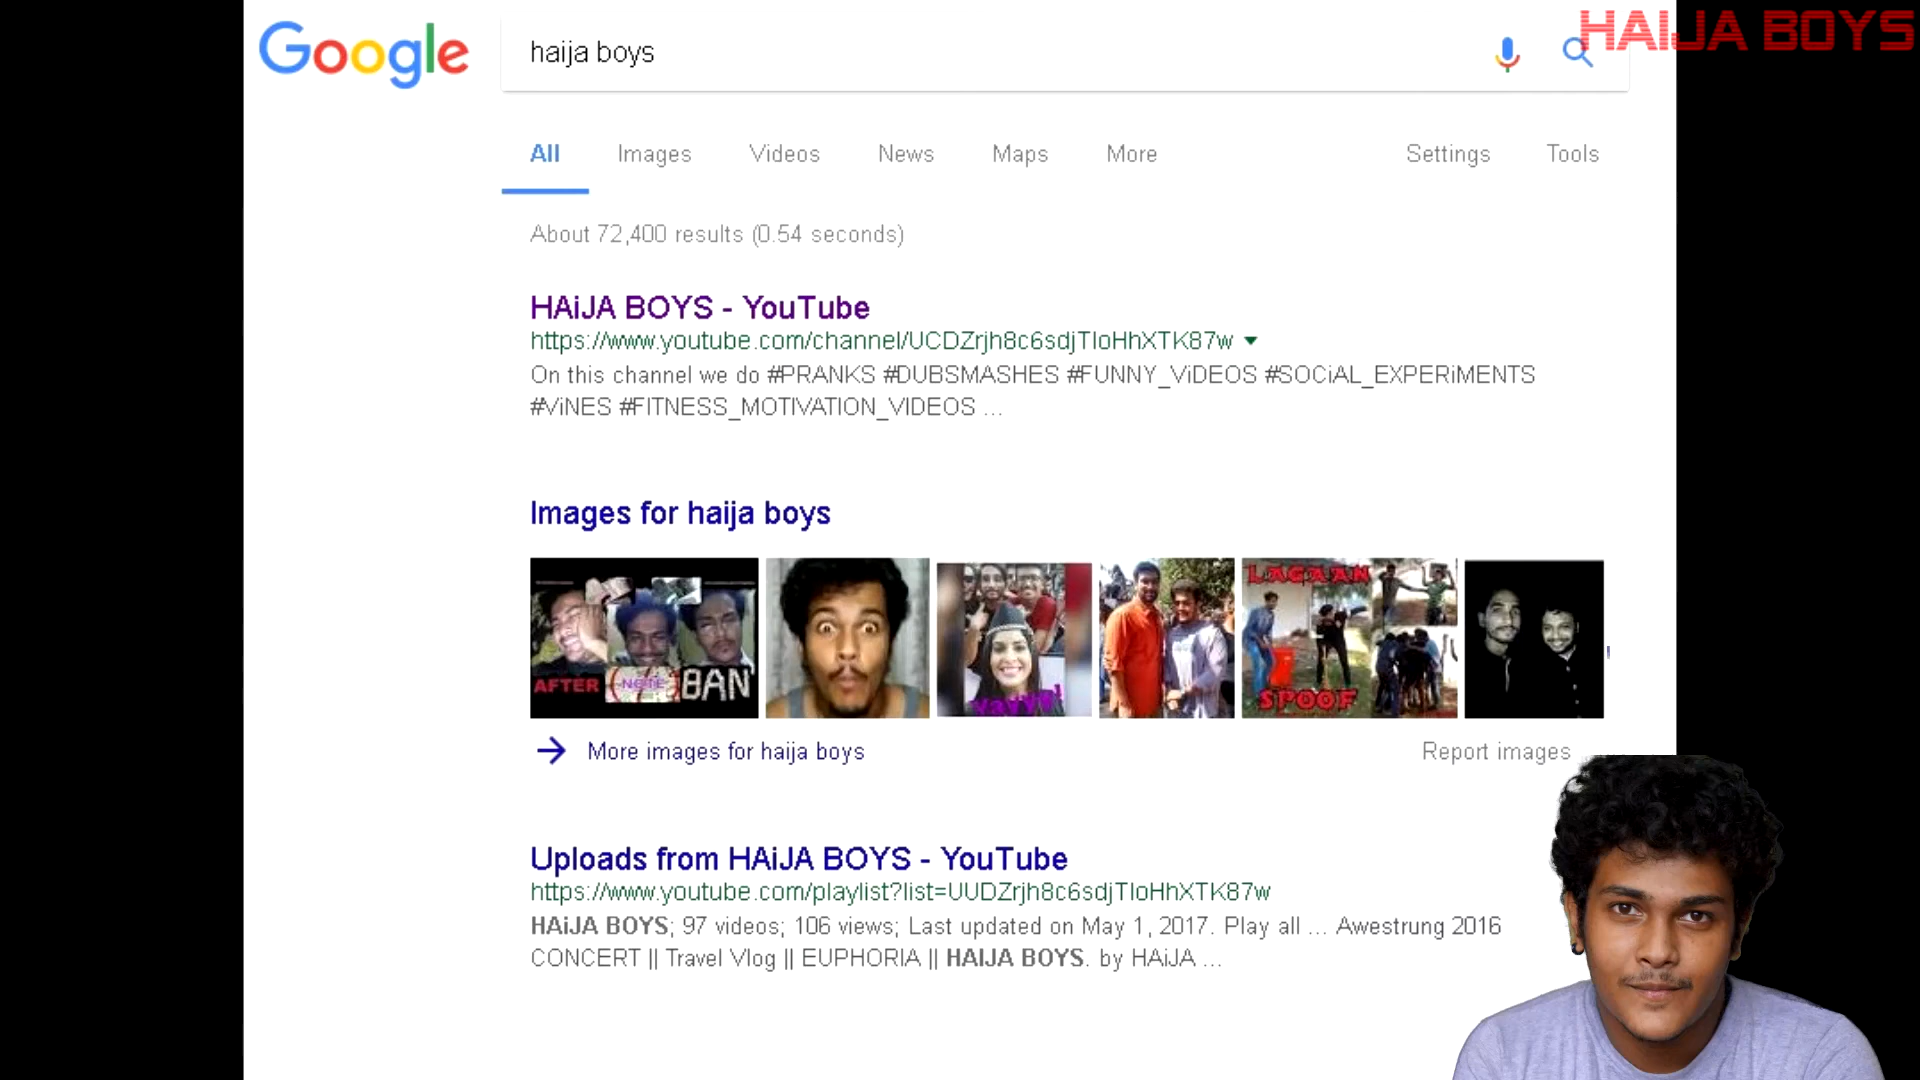 Google
haija boys
HAIJA BOYS
All Images Videos News Maps More Settings Tools
About 72,400 results (0.54 seconds)
HAiJA BOYS - YouTube
https://www.youtube.com/channel/UCDZrjh8c6sdjTIoHhXTK87w
On this channel we do #PRANKS #DUBSMASHES #FUNNY_ViDEOS #SOCiAL_EXPERiMENTS
#ViNES #FITNESS_MOTIVATION_VIDEOS ...
Images for haija boys
AFTER NOTE BAN
Yayyy!
LAGAAN
SPOOF
More images for haija boys
Report images
Uploads from HAiJA BOYS - YouTube
https://www.youtube.com/playlist?list=UUDZrjh8c6sdjTIoHhXTK87w
HAiJA BOYS; 97 videos; 106 views; Last updated on May 1, 2017. Play all ... Awestrung 2016
CONCERT || Travel Vlog || EUPHORIA || HAIJA BOYS. by HAiJA ...